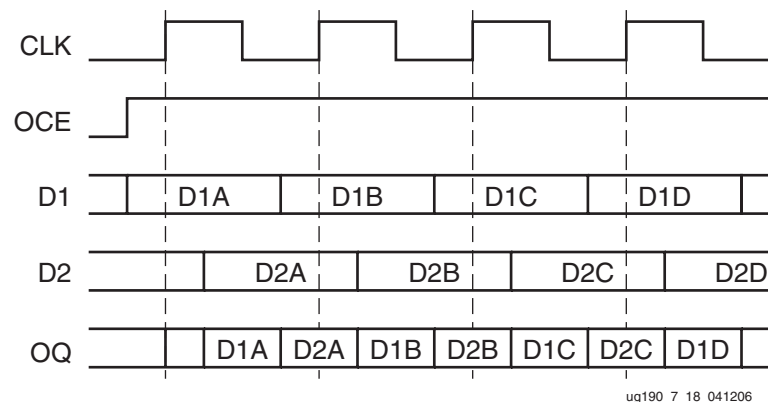 CLK
OCE
D1 D1A D1B D1C D1D
D2 D2A D2B D2C D2D
OQ D1A D2A D1B D2B D1C D2C D1D
ug190_7_18_041206